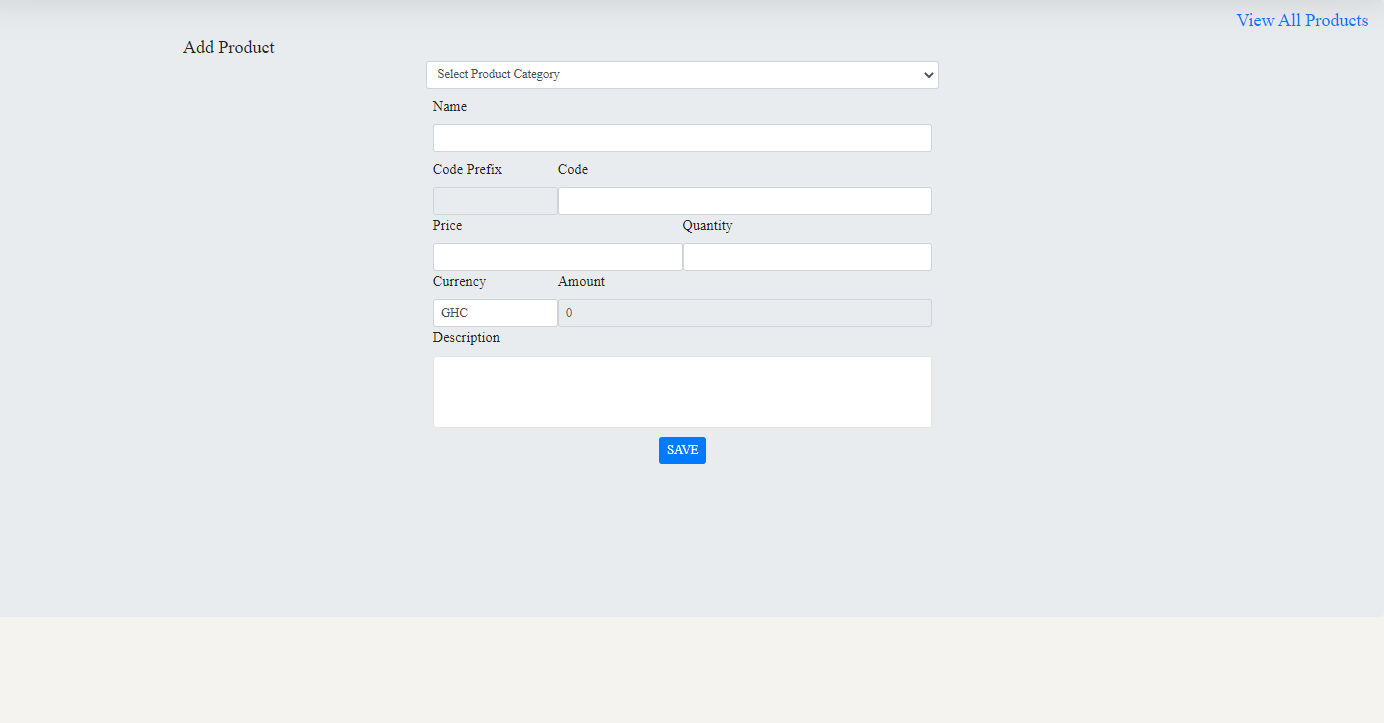 View All Products
Add Product
Select Product Category
Name
Code Prefix Code
Price Quantity
Currency Amount
GHC 0
Description
SAVE